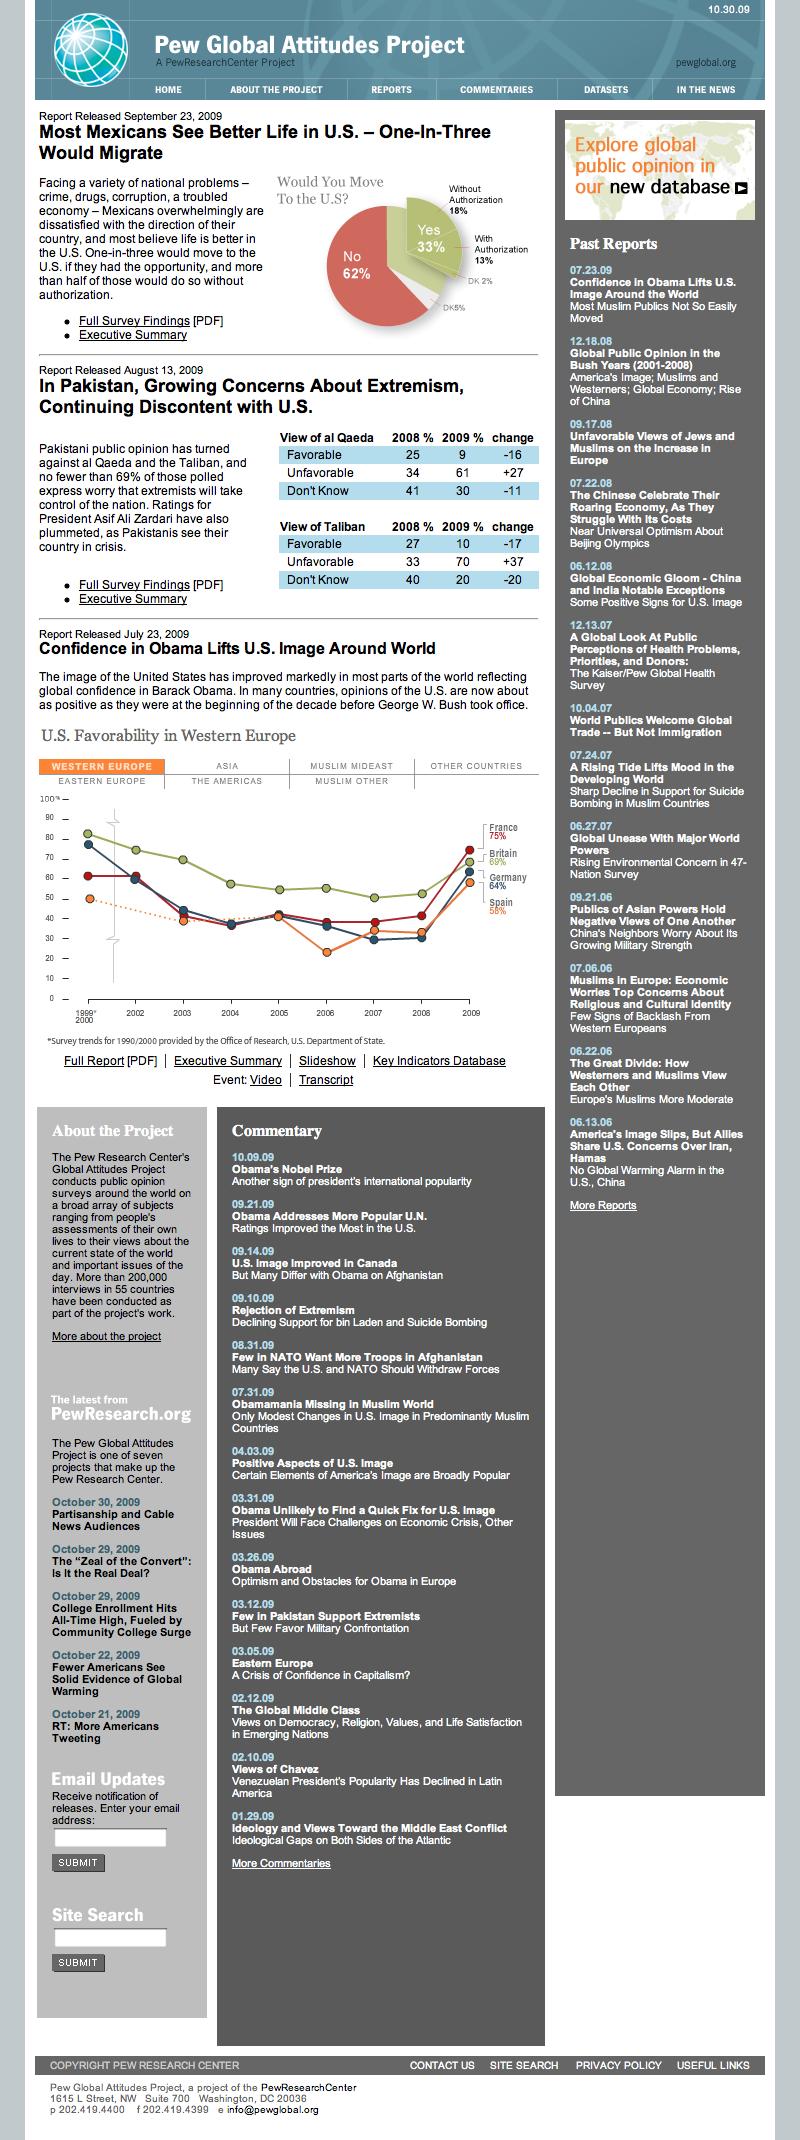 10.30.09
Pew Global Attitudes Project
A PewResearchCenter Project
pewglobal.org
HOME
ABOUT THE PROJECT
REPORTS
COMMENTARIES
DATASETS
IN THE NEWS
Report Released September 23, 2009
Most Mexicans See Better Life in U.S. – One-In-Three
Would Migrate
Facing a variety of national problems –
crime, drugs, corruption, a troubled
economy – Mexicans overwhelmingly are
dissatisfied with the direction of their
country, and most believe life is better in
the U.S. One-in-three would move to the
U.S. if they had the opportunity, and more
than half of those would do so without
authorization.
Full Survey Findings [PDF]
Executive Summary
Would You Move
To the U.S?
No
62%
Yes
33%
Without
Authorization
18%
With
Authorization
13%
DK 2%
DK5%
Report Released August 13, 2009
In Pakistan, Growing Concerns About Extremism,
Continuing Discontent with U.S.
Pakistani public opinion has turned
against al Qaeda and the Taliban, and
no fewer than 69% of those polled
express worry that extremists will take
control of the nation. Ratings for
President Asif Ali Zardari have also
plummeted, as Pakistanis see their
country in crisis.
Full Survey Findings [PDF]
Executive Summary
View of al Qaeda 2008 % 2009 % change
Favorable 25 9 -16
Unfavorable 34 61 +27
Don't Know 41 30 -11
View of Taliban 2008 % 2009 % change
Favorable 27 10 -17
Unfavorable 33 70 +37
Don't Know 40 20 -20
Report Released July 23, 2009
Confidence in Obama Lifts U.S. Image Around World
The image of the United States has improved markedly in most parts of the world reflecting
global confidence in Barack Obama. In many countries, opinions of the U.S. are now about
as positive as they were at the beginning of the decade before George W. Bush took office.
U.S. Favorability in Western Europe
WESTERN EUROPE ASIA MUSLIM MIDEAST OTHER COUNTRIES
EASTERN EUROPE THE AMERICAS MUSLIM OTHER
100%
90
80
70
60
50
40
30
20
10
0
France
75%
Britain
69%
Germany
64%
Spain
58%
1999* 2002 2003 2004 2005 2006 2007 2008 2009
2000
*Survey trends for 1990/2000 provided by the Office of Research, U.S. Department of State.
Full Report [PDF] | Executive Summary | Slideshow | Key Indicators Database
Event: Video | Transcript
About the Project
The Pew Research Center's
Global Attitudes Project
conducts public opinion
surveys around the world on
a broad array of subjects
ranging from people's
assessments of their own
lives to their views about the
current state of the world
and important issues of the
day. More than 200,000
interviews in 55 countries
have been conducted as
part of the project's work.
More about the project
The latest from
PewResearch.org
The Pew Global Attitudes
Project is one of seven
projects that make up the
Pew Research Center.
October 30, 2009
Partisanship and Cable
News Audiences
October 29, 2009
The “Zeal of the Convert”:
Is It the Real Deal?
October 29, 2009
College Enrollment Hits
All-Time High, Fueled by
Community College Surge
October 22, 2009
Fewer Americans See
Solid Evidence of Global
Warming
October 21, 2009
RT: More Americans
Tweeting
Email Updates
Receive notification of
releases. Enter your email
address:
SUBMIT
Site Search
SUBMIT
Commentary
10.09.09
Obama's Nobel Prize
Another sign of president's international popularity
09.21.09
Obama Addresses More Popular U.N.
Ratings Improved the Most in the U.S.
09.14.09
U.S. Image Improved in Canada
But Many Differ with Obama on Afghanistan
09.10.09
Rejection of Extremism
Declining Support for bin Laden and Suicide Bombing
08.31.09
Few in NATO Want More Troops in Afghanistan
Many Say the U.S. and NATO Should Withdraw Forces
07.31.09
Obamamania Missing in Muslim World
Only Modest Changes in U.S. Image in Predominantly Muslim
Countries
04.03.09
Positive Aspects of U.S. Image
Certain Elements of America's Image are Broadly Popular
03.31.09
Obama Unlikely to Find a Quick Fix for U.S. Image
President Will Face Challenges on Economic Crisis, Other
Issues
03.26.09
Obama Abroad
Optimism and Obstacles for Obama in Europe
03.12.09
Few in Pakistan Support Extremists
But Few Favor Military Confrontation
03.05.09
Eastern Europe
A Crisis of Confidence in Capitalism?
02.12.09
The Global Middle Class
Views on Democracy, Religion, Values, and Life Satisfaction
in Emerging Nations
02.10.09
Views of Chavez
Venezuelan President's Popularity Has Declined in Latin
America
01.29.09
Ideology and Views Toward the Middle East Conflict
Ideological Gaps on Both Sides of the Atlantic
More Commentaries
Explore global
public opinion in
our new database
Past Reports
07.23.09
Confidence in Obama Lifts U.S.
Image Around the World
Most Muslim Publics Not So Easily
Moved
12.18.08
Global Public Opinion in the
Bush Years (2001-2008)
America's Image; Muslims and
Westerners; Global Economy; Rise
of China
09.17.08
Unfavorable Views of Jews and
Muslims on the Increase in
Europe
07.22.08
The Chinese Celebrate Their
Roaring Economy, As They
Struggle With Its Costs
Near Universal Optimism About
Beijing Olympics
06.12.08
Global Economic Gloom - China
and India Notable Exceptions
Some Positive Signs for U.S. Image
12.13.07
A Global Look At Public
Perceptions of Health Problems,
Priorities, and Donors:
The Kaiser/Pew Global Health
Survey
10.04.07
World Publics Welcome Global
Trade -- But Not Immigration
07.24.07
A Rising Tide Lifts Mood in the
Developing World
Sharp Decline in Support for Suicide
Bombing in Muslim Countries
06.27.07
Global Unease With Major World
Powers
Rising Environmental Concern in 47-
Nation Survey
09.21.06
Publics of Asian Powers Hold
Negative Views of One Another
China's Neighbors Worry About Its
Growing Military Strength
07.06.06
Muslims in Europe: Economic
Worries Top Concerns About
Religious and Cultural Identity
Few Signs of Backlash From
Western Europeans
06.22.06
The Great Divide: How
Westerners and Muslims View
Each Other
Europe's Muslims More Moderate
06.13.06
America's Image Slips, But Allies
Share U.S. Concerns Over Iran,
Hamas
No Global Warming Alarm in the
U.S., China
More Reports
COPYRIGHT PEW RESEARCH CENTER
CONTACT US SITE SEARCH PRIVACY POLICY USEFUL LINKS
Pew Global Attitudes Project, a project of the PewResearchCenter
1615 L Street, NW Suite 700 Washington, DC 20036
p 202.419.4400 f 202.419.4399 e info@pewglobal.org